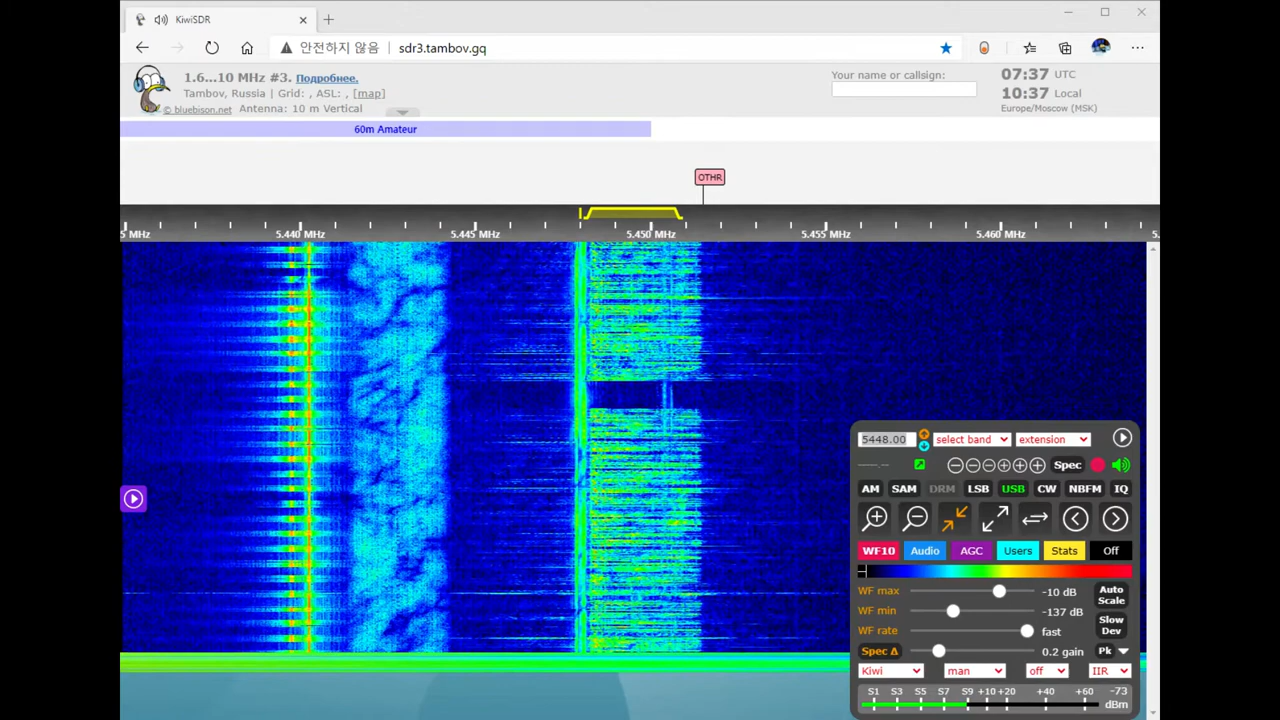 KiwiSDR
안전하지 않음 sdr3.tambov.gq
1.6...10 MHz #3. Подробнее.
Tambov, Russia | Grid: , ASL: , [map]
© bluebison.net Antenna: 10 m Vertical
Your name or callsign:
07:37 UTC
10:37 Local
Europe/Moscow (MSK)
60m Amateur
OTHR
5 MHz 5.440 MHz 5.445 MHz 5.450 MHz 5.455 MHz 5.460 MHz 5.
5448.00 select band extension
Spec
AM SAM DRM LSB USB CW NBFM IQ
WF10 Audio AGC Users Stats Off
WF max -10 dB Auto Scale
WF min -137 dB
WF rate fast Slow Dev
Spec Δ 0.2 gain Pk
Kiwi man off IIR
S1 S3 S5 S7 S9 +10 +20 +40 +60 -73 dBm